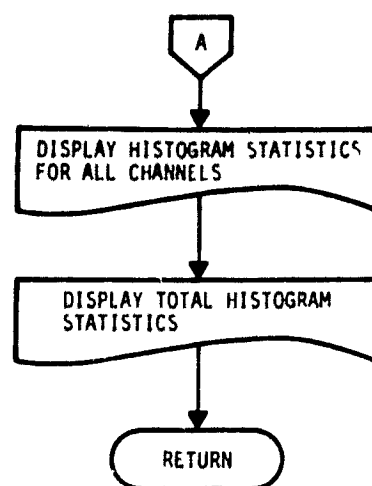 A
DISPLAY HISTOGRAM STATISTICS
FOR ALL CHANNELS
DISPLAY TOTAL HISTOGRAM
STATISTICS
RETURN